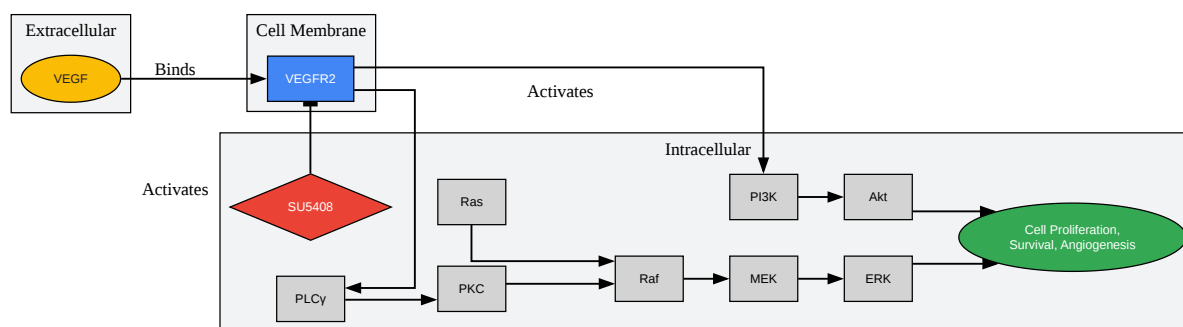 Extracellular
Cell Membrane
VEGF
Binds
VEGFR2
Activates
Intracellular
Activates
SU5408
Ras
PI3K
Akt
Cell Proliferation,
Survival, Angiogenesis
PLCγ
PKC
Raf
MEK
ERK